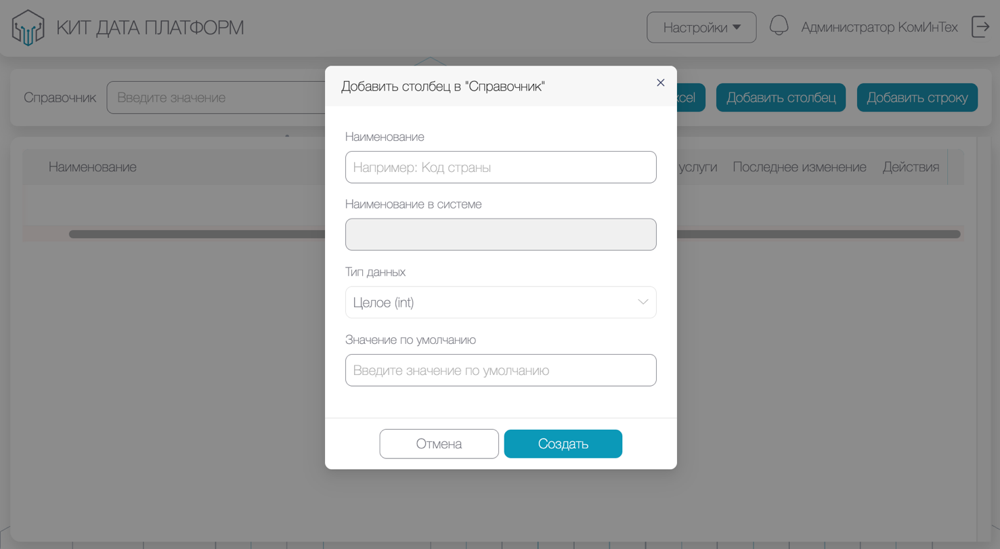 КИТ ДАТА ПЛАТФОРМ
Настройки
Администратор КомИнТех
Добавить столбец в "Справочник"
Справочник
Введите значение
Добавить столбец
Добавить строку
Наименование
услуги
Последнее изменение
Действия
Наименование
Например: Код страны
Наименование в системе
Тип данных
Целое (int)
Значение по умолчанию
Введите значение по умолчанию
Отмена
Создать